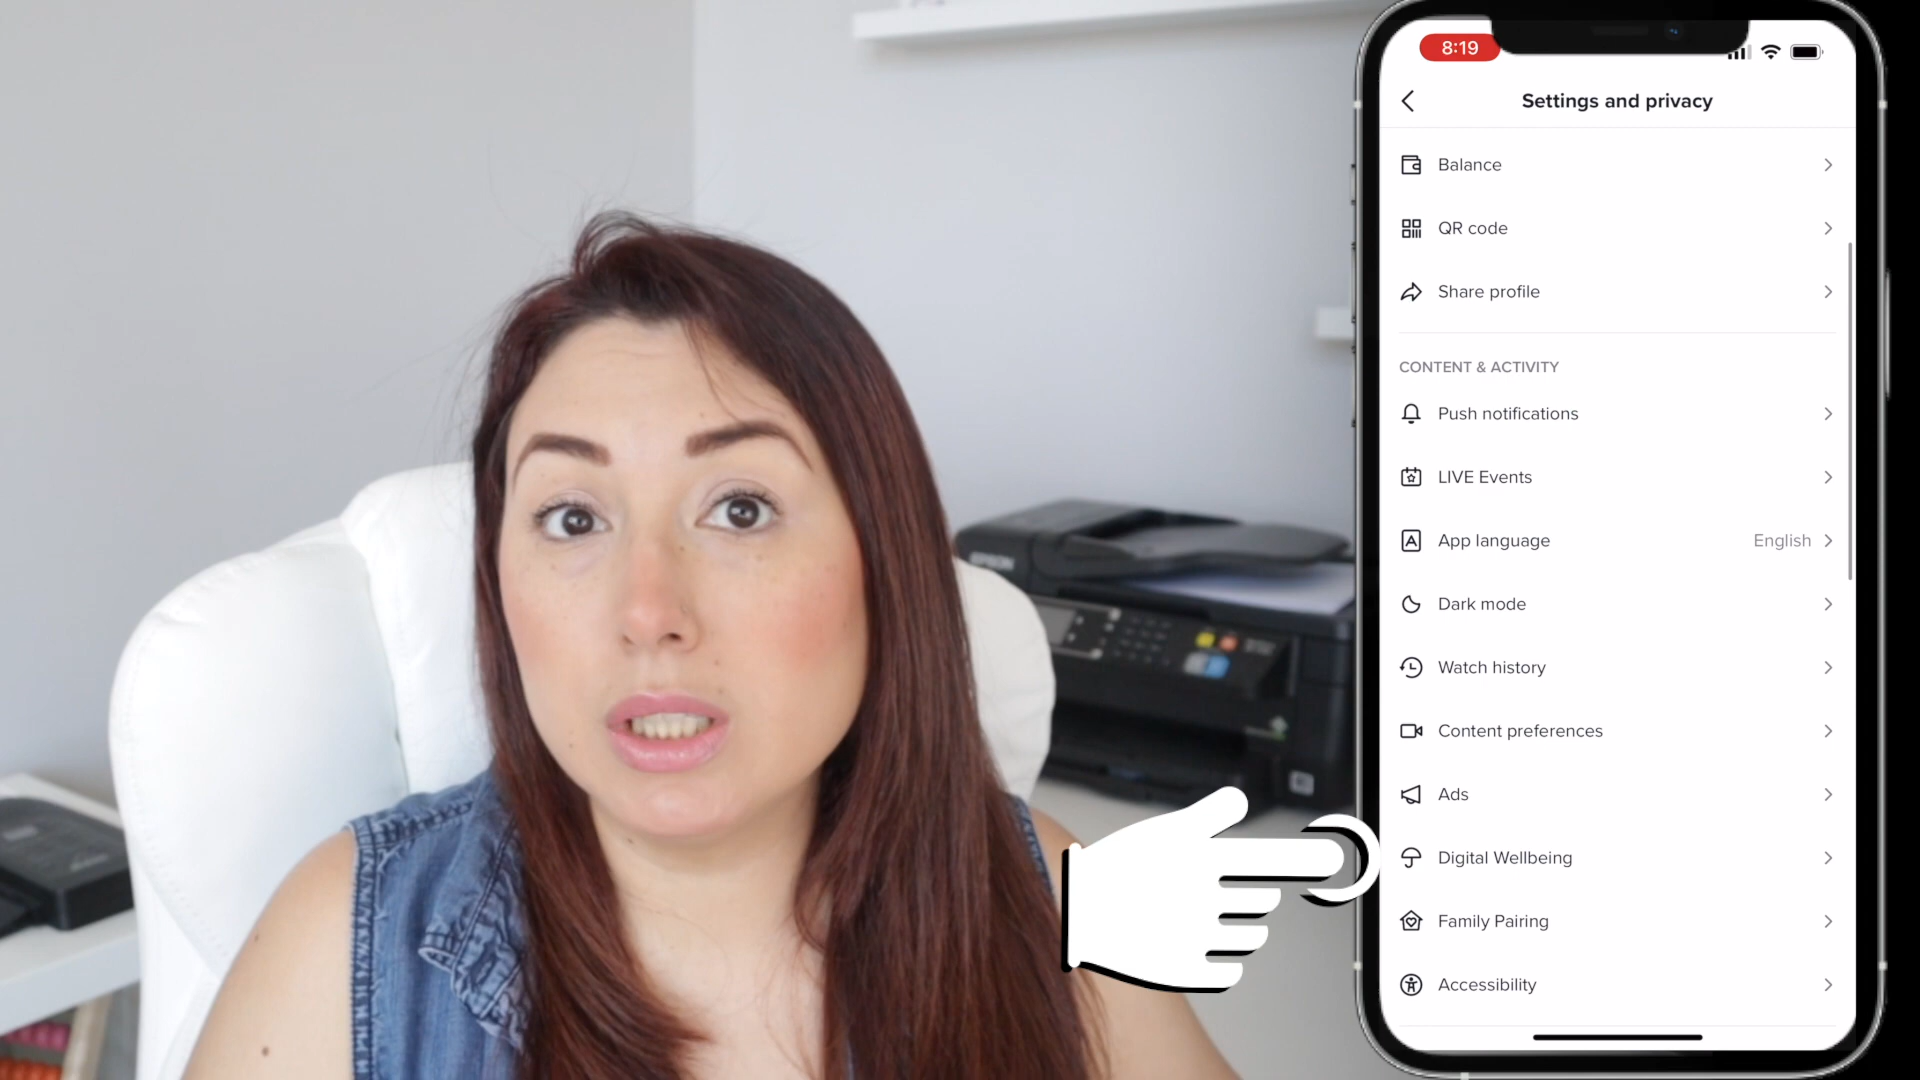 8:19
Settings and privacy
Balance
QR code
Share profile
CONTENT & ACTIVITY
Push notifications
LIVE Events
App language English
Dark mode
Watch history
Content preferences
Ads
Digital Wellbeing
Family Pairing
Accessibility
EPSON